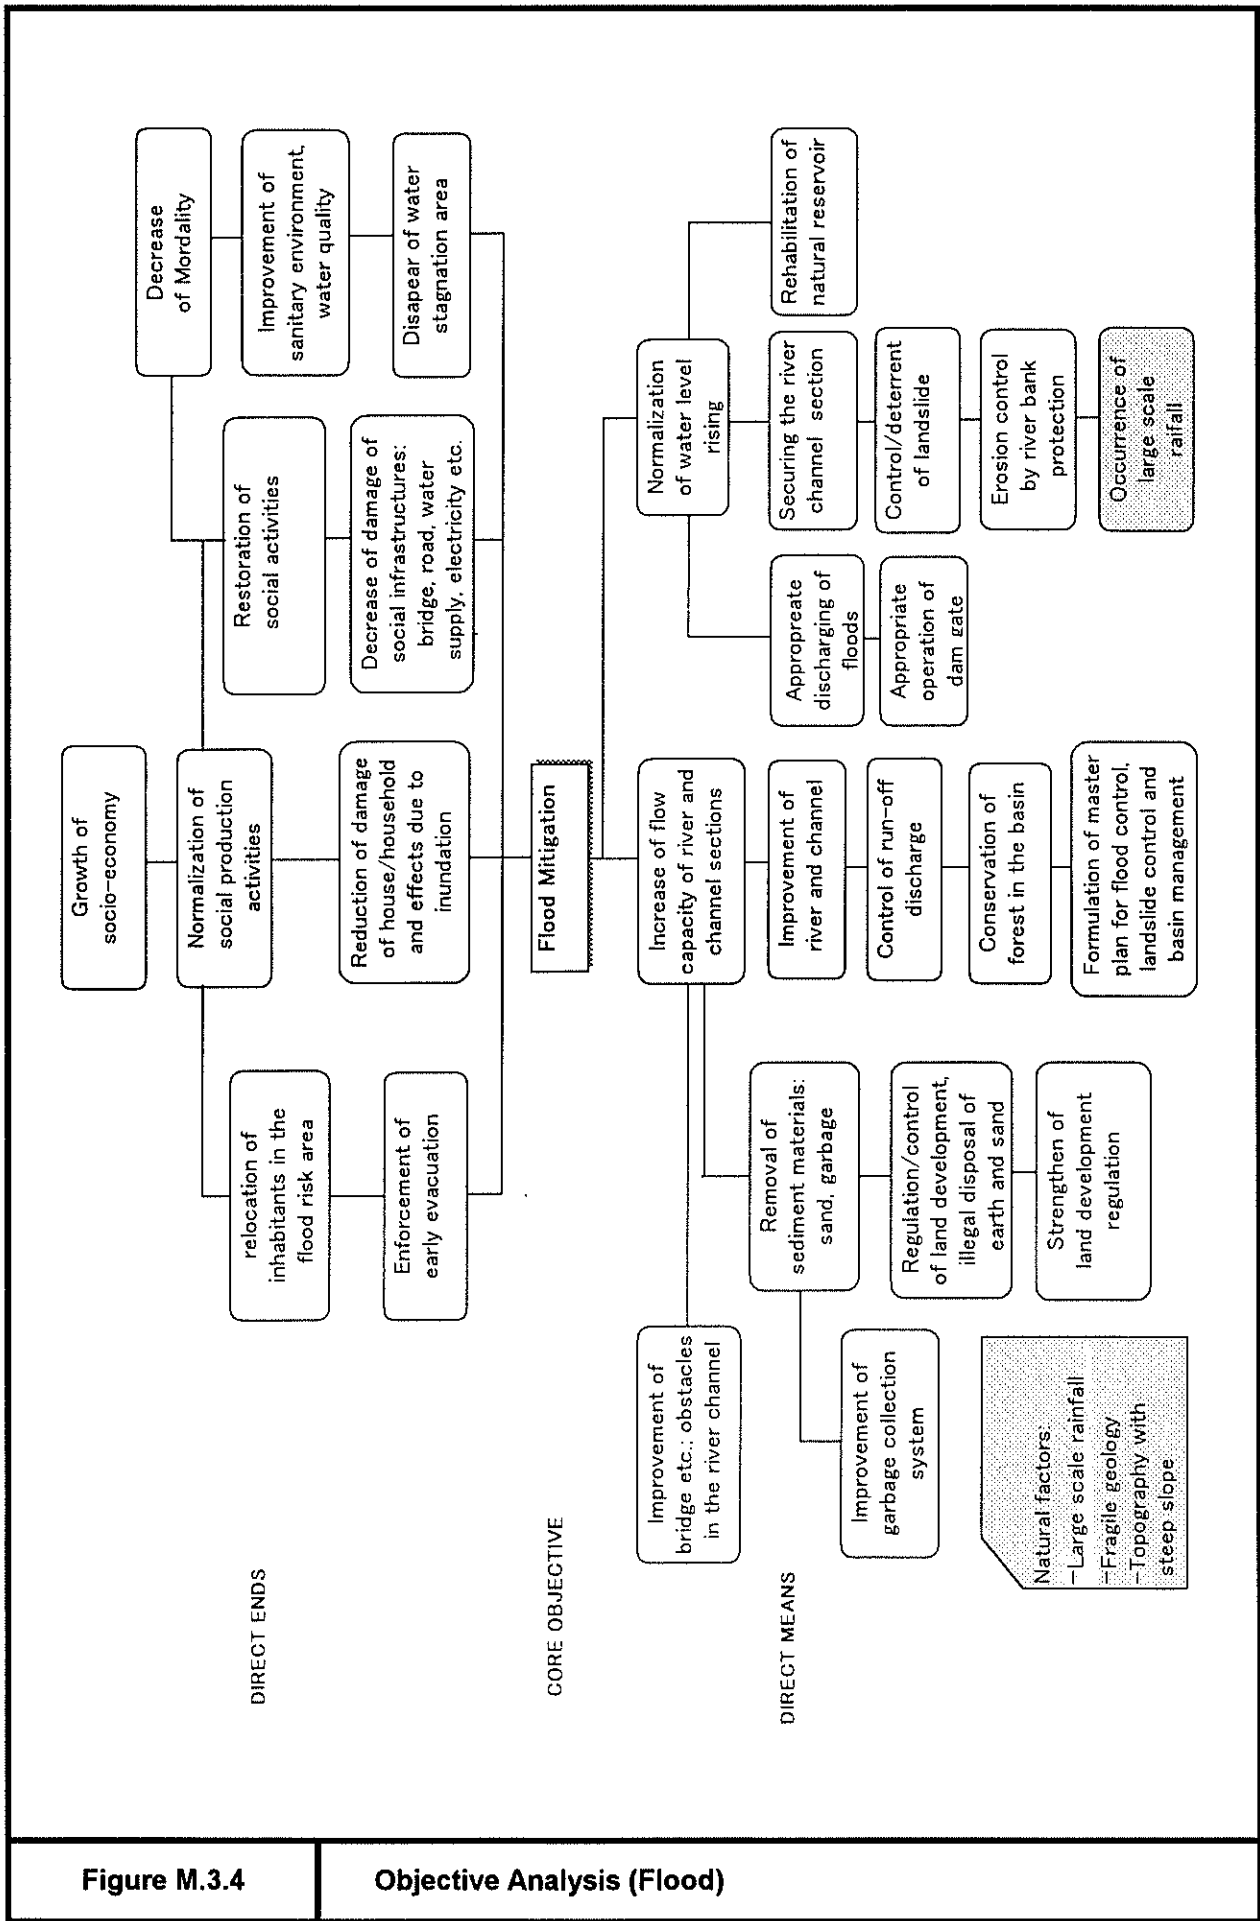 Growth of
socio-economy
Normalization of
social production
activities
Decrease
of Mordality
relocation of
inhabitants in the
flood risk area
Restoration of
social activities
Improvement of
sanitary environment,
water quality
DIRECT ENDS
Enforcement of
early evacuation
Reduction of damage
of house/household
and effects due to
inundation
Decrease of damage of
social infrastructures:
bridge, road, water
supply, electricity etc.
Disapear of water
stagnation area
CORE OBJECTIVE
Flood Mitigation
Improvement of
bridge etc.: obstacles
in the river channel
Increase of flow
capacity of river and
channel sections
Normalization
of water level
rising
DIRECT MEANS
Removal of
sediment materials:
sand, garbage
Improvement of
river and channel
Appropreate
discharging of
floods
Securing the river
channel section
Rehabilitation of
natural reservoir
Improvement of
garbage collection
system
Regulation/control
of land development,
illegal disposal of
earth and sand
Control of run-off
discharge
Appropriate
operation of
dam gate
Control/deterrent
of landslide
Strengthen of
land development
regulation
Conservation of
forest in the basin
Erosion control
by river bank
protection
Natural factors:
-Large scale rainfall
-Fragile geology
-Topography with
steep slope
Formulation of master
plan for flood control,
landslide control and
basin management
Occurrence of
large scale
raifall
Figure M.3.4
Objective Analysis (Flood)